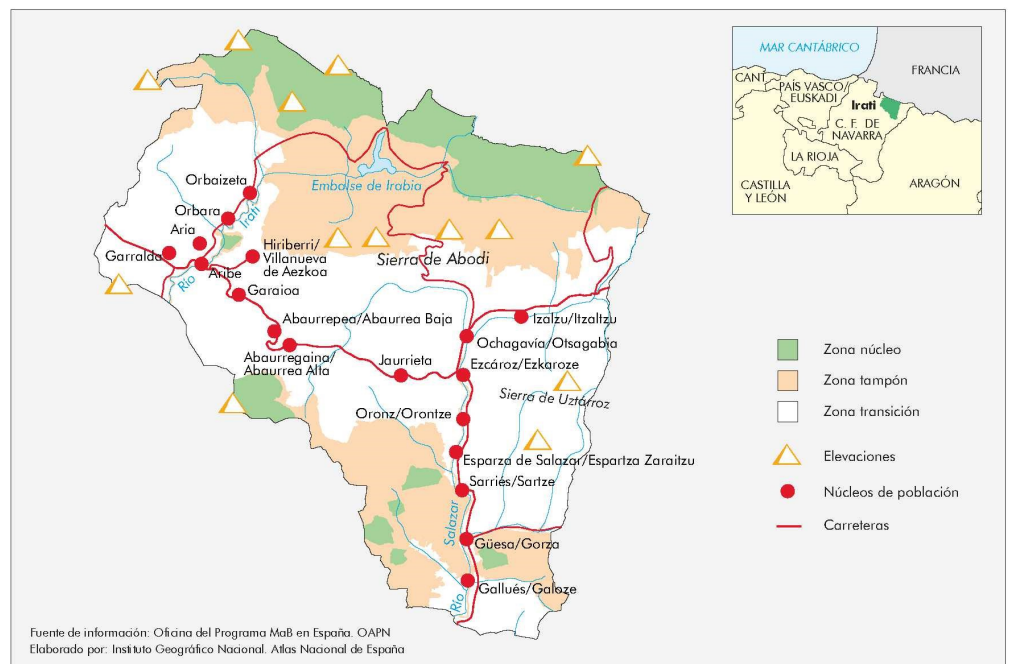 MAR CANTÁBRICO
FRANCIA
CANT.
PAÍS VASCO/
EUSKADI
Irati
C. F. DE
NAVARRA
LA RIOJA
CASTILLA
Y LEÓN
ARAGÓN
Orbaizeta
Embalse de Irabia
Orbara
Irati
Aria
Hiriberri/
Villanueva
de Aezkoa
Garralda
Aribe
Sierra de Abodi
Río
Garaioa
Abaurrepea/Abaurrea Baja
Izalzu/Itzaltzu
Ochagavía/Otsagabia
Abaurregaina/
Abaurrea Alta
Jaurrieta
Ezcároz/Ezkaroze
Sierra de Uztárroz
Oronz/Orontze
Esparza de Salazar/Espartza Zaraitzu
Sarriés/Sartze
Salazar
Güesa/Gorza
Gallués/Galoze
Río
Zona núcleo
Zona tampón
Zona transición
Elevaciones
Núcleos de población
Carreteras
Fuente de información: Oficina del Programa MaB en España. OAPN
Elaborado por: Instituto Geográfico Nacional. Atlas Nacional de España